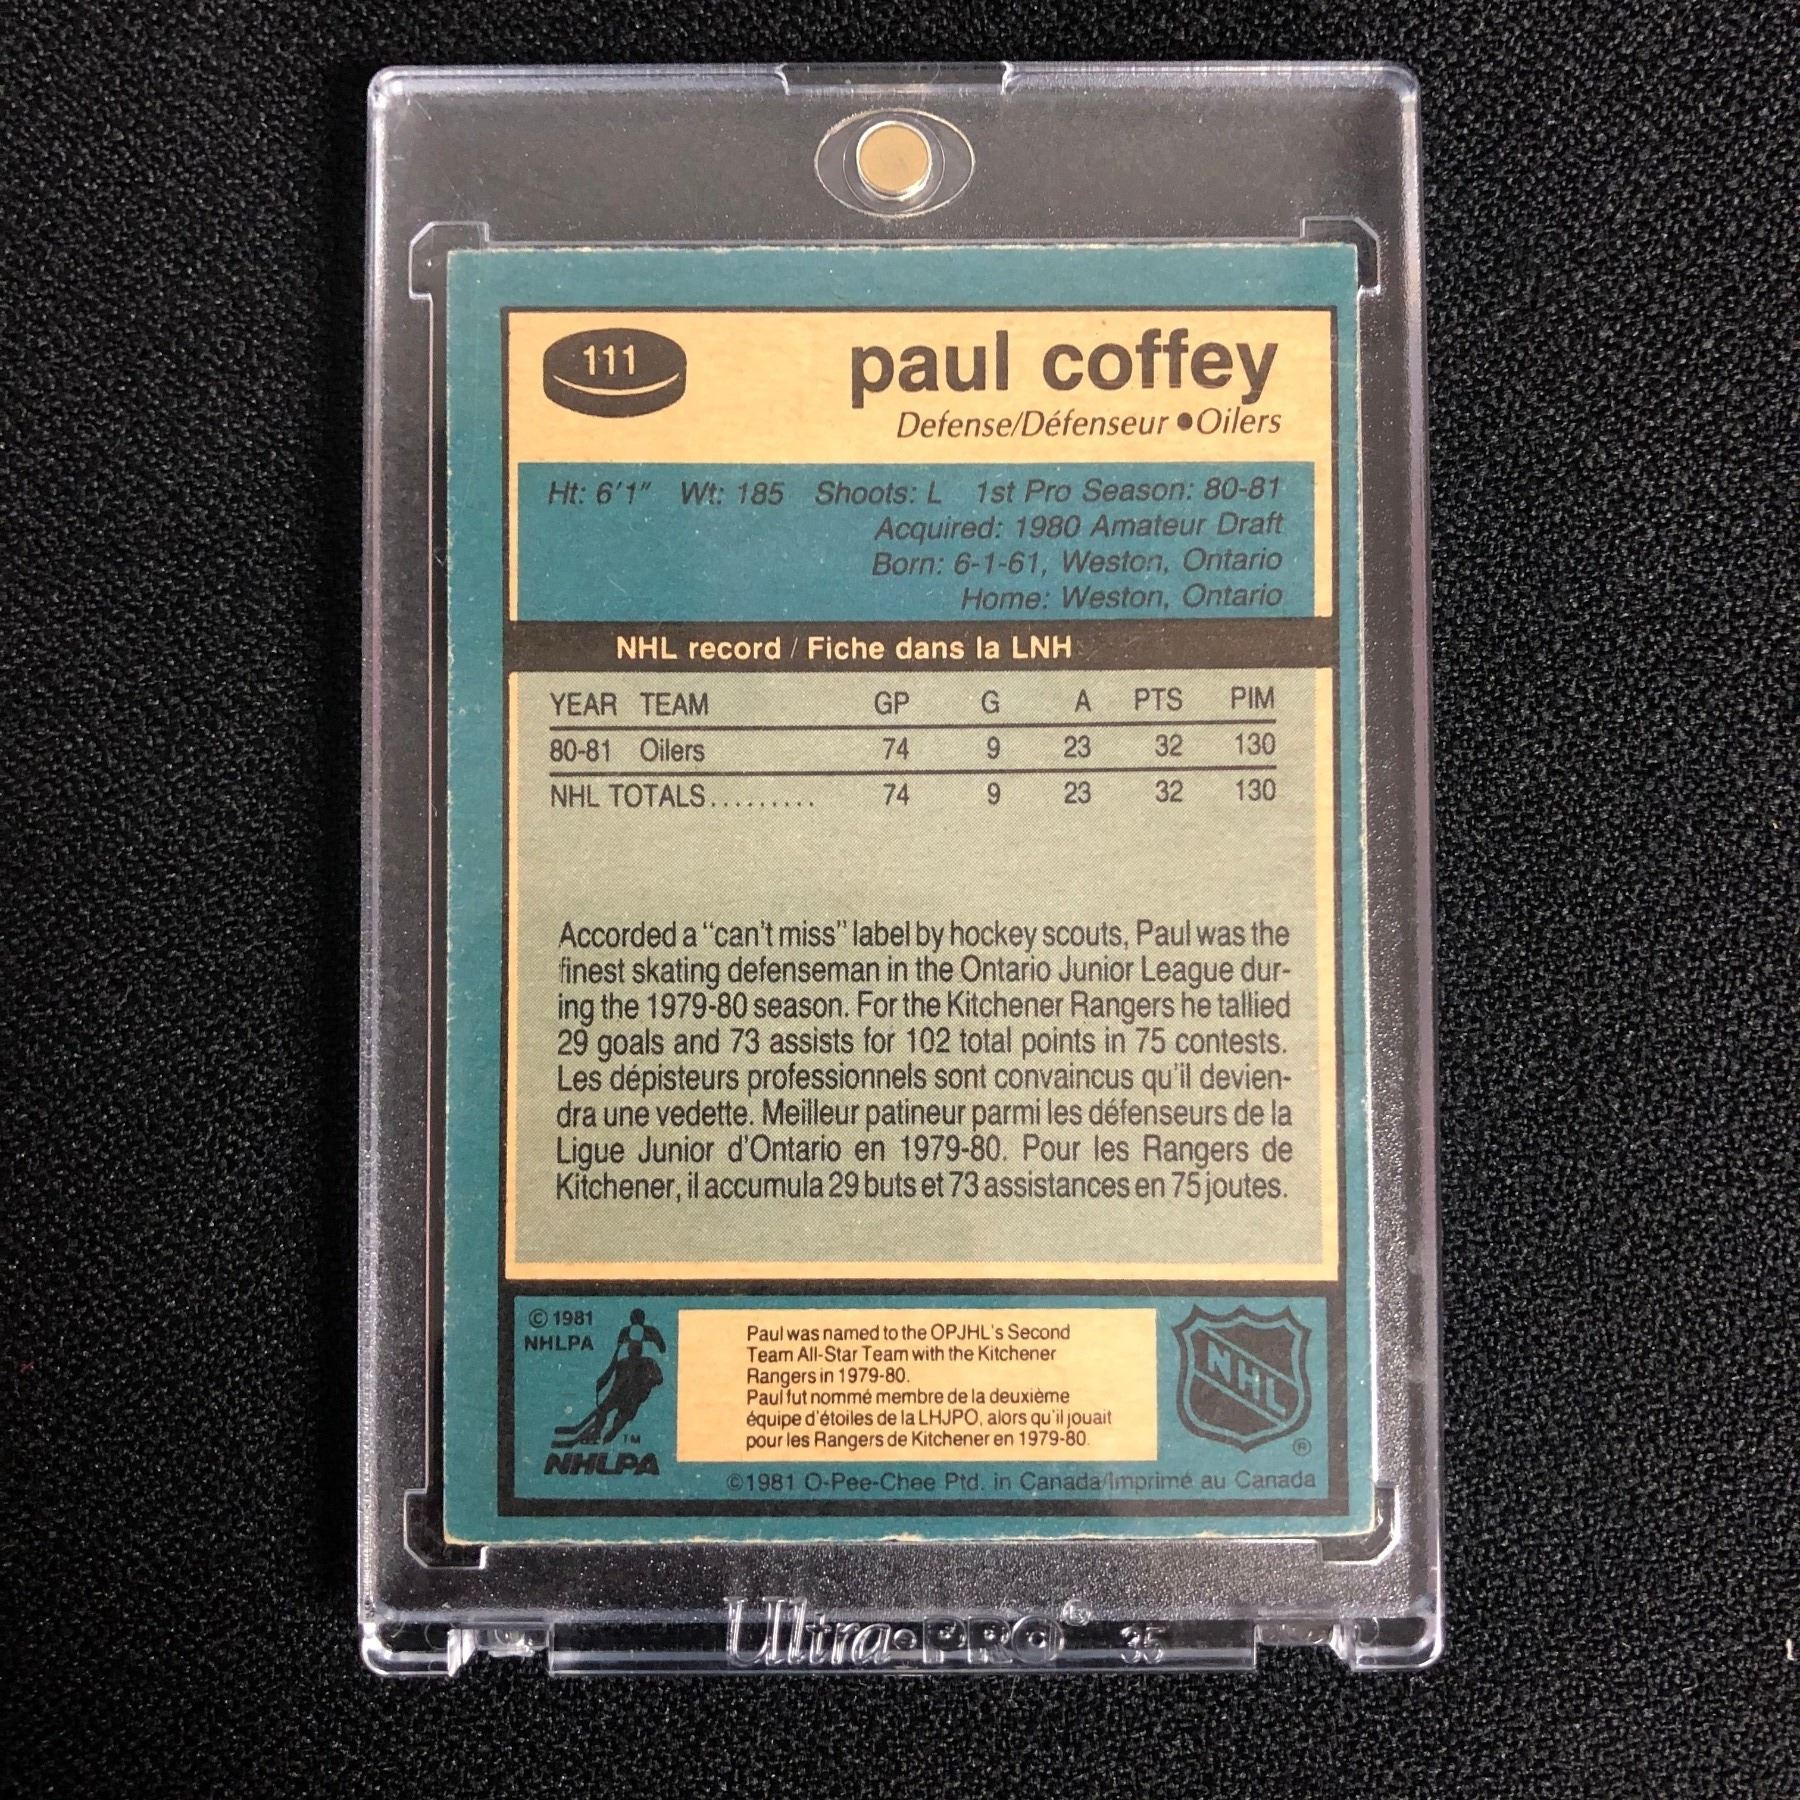 111
paul coffey
Defense/Défenseur ● Oilers
Ht: 6'1" Wt: 185 Shoots: L 1st Pro Season: 80-81
Acquired: 1980 Amateur Draft
Born: 6-1-61, Weston, Ontario
Home: Weston, Ontario
NHL record / Fiche dans la LNH
YEAR TEAM GP G A PTS PIM
80-81 Oilers 74 9 23 32 130
NHL TOTALS......... 74 9 23 32 130
Accorded a "can't miss" label by hockey scouts, Paul was the
finest skating defenseman in the Ontario Junior League dur-
ing the 1979-80 season. For the Kitchener Rangers he tallied
29 goals and 73 assists for 102 total points in 75 contests.
Les dépisteurs professionnels sont convaincus qu'il devien-
dra une vedette. Meilleur patineur parmi les défenseurs de la
Ligue Junior d'Ontario en 1979-80. Pour les Rangers de
Kitchener, il accumula 29 buts et 73 assistances en 75 joutes.
© 1981
NHLPA
TM
NHLPA
Paul was named to the OPJHL's Second
Team All-Star Team with the Kitchener
Rangers in 1979-80.
Paul fut nommé membre de la deuxième
équipe d'étoiles de la LHJPO, alors qu'il jouait
pour les Rangers de Kitchener en 1979-80.
NHL
®
©1981 O-Pee-Chee Ptd. in Canada/Imprimé au Canada
Ultra•PRO® 35